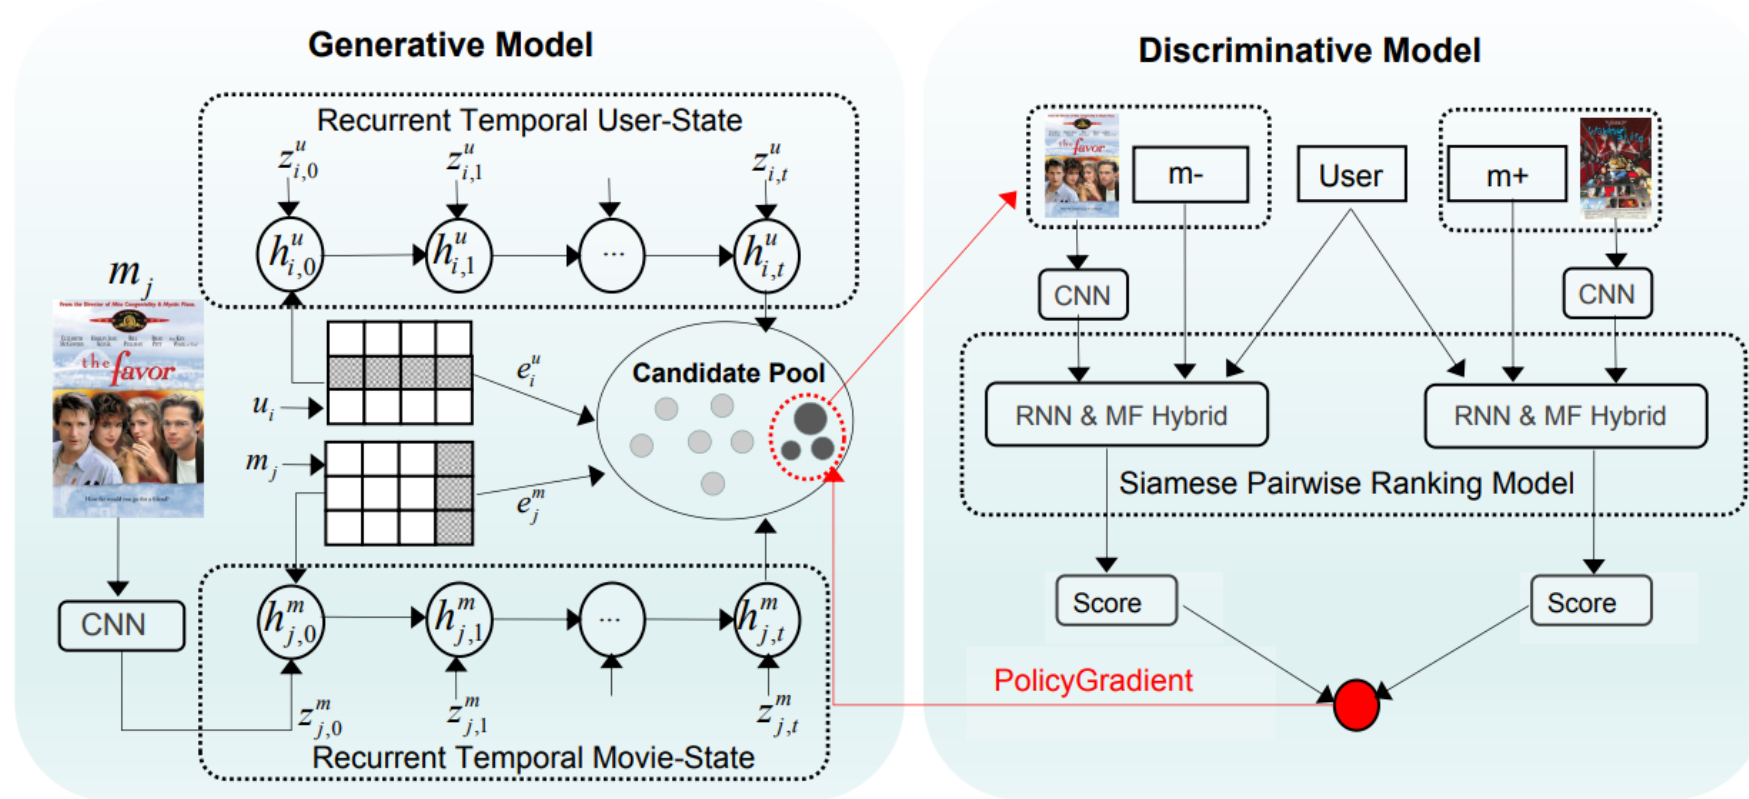 Generative Model
Recurrent Temporal User-State
z^u_{i,0}
z^u_{i,1}
z^u_{i,t}
h^u_{i,0}
h^u_{i,1}
...
h^u_{i,t}
m_j
the favor
u_i
e^u_i
Candidate Pool
m_j
e^m_j
CNN
h^m_{j,0}
h^m_{j,1}
...
h^m_{j,t}
z^m_{j,0}
z^m_{j,1}
z^m_{j,t}
Recurrent Temporal Movie-State
Discriminative Model
the favor
m-
User
m+
CNN
CNN
RNN & MF Hybrid
RNN & MF Hybrid
Siamese Pairwise Ranking Model
Score
Score
PolicyGradient